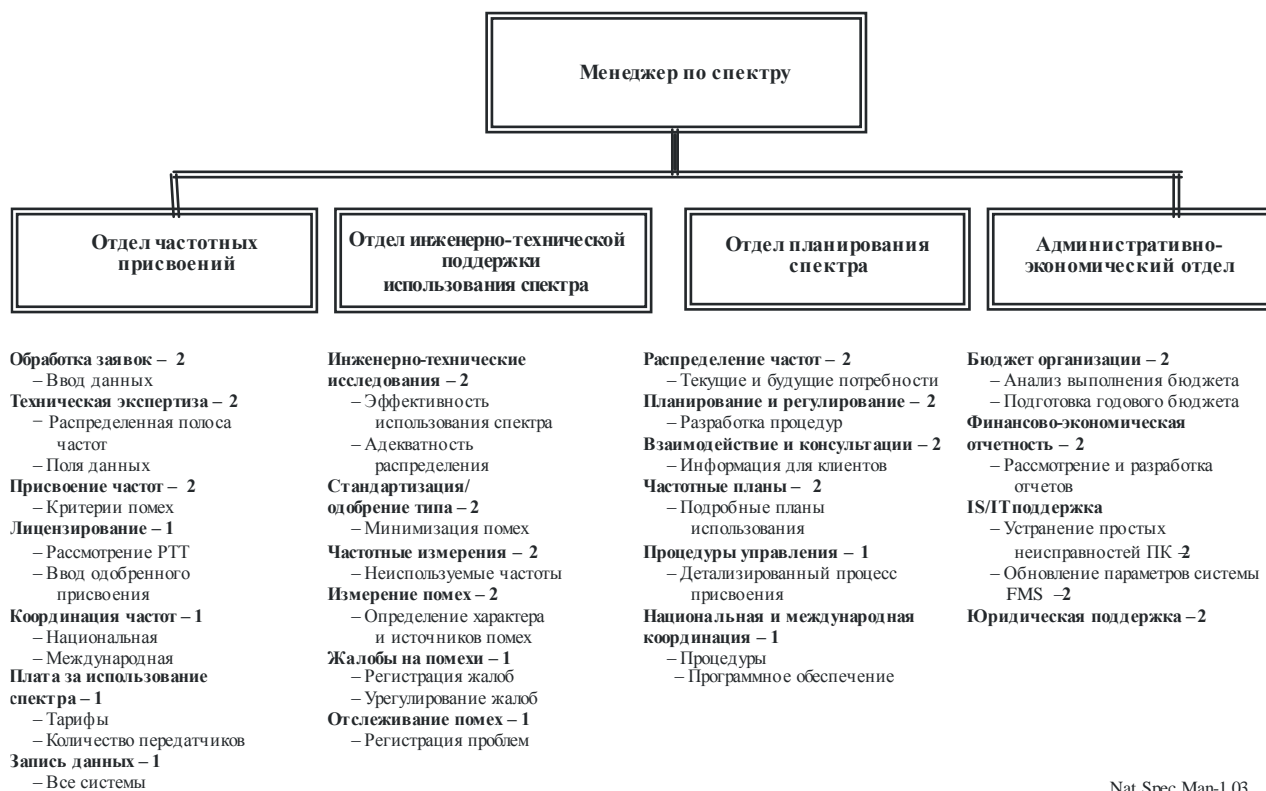 Менеджер по спектру
Отдел частотных
присвоений
Отдел инженерно-технической
поддержки
использования спектра
Отдел планирования
спектра
Административно-
экономический отдел
Обработка заявок – 2
– Ввод данных
Техническая экспертиза – 2
– Распределенная полоса
частот
– Поля данных
Присвоение частот – 2
– Критерии помех
Лицензирование – 1
– Рассмотрение РТТ
– Ввод одобренного
присвоения
Координация частот – 1
– Национальная
– Международная
Плата за использование
спектра – 1
– Тарифы
– Количество передатчиков
Запись данных – 1
– Все системы
Инженерно-технические
исследования – 2
– Эффективность
использования спектра
– Адекватность
распределения
Стандартизация/
одобрение типа – 2
– Минимизация помех
Частотные измерения – 2
– Неиспользуемые частоты
Измерение помех – 2
– Определение характера
и источников помех
Жалобы на помехи – 1
– Регистрация жалоб
– Урегулирование жалоб
Отслеживание помех – 1
– Регистрация проблем
Распределение частот – 2
– Текущие и будущие потребности
Планирование и регулирование – 2
– Разработка процедур
Взаимодействие и консультации – 2
– Информация для клиентов
Частотные планы – 2
– Подробные планы
использования
Процедуры управления – 1
– Детализированный процесс
присвоения
Национальная и международная
координация – 1
– Процедуры
– Программное обеспечение
Бюджет организации – 2
– Анализ выполнения бюджета
– Подготовка годового бюджета
Финансово-экономическая
отчетность – 2
– Рассмотрение и разработка
отчетов
IS/IT поддержка
– Устранение простых
неисправностей ПК –2
– Обновление параметров системы
FMS –2
Юридическая поддержка – 2
Nat Spec Man-1.03